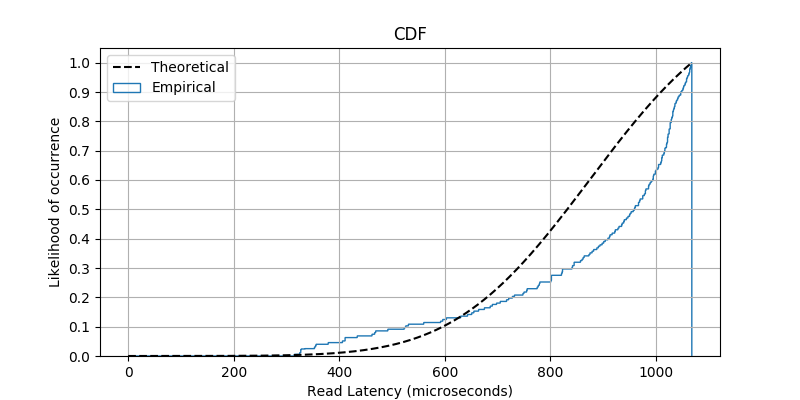 CDF
Theoretical
Empirical
Likelihood of occurrence
1.0
0.9
0.8
0.7
0.6
0.5
0.4
0.3
0.2
0.1
0.0
0 200 400 600 800 1000
Read Latency (microseconds)